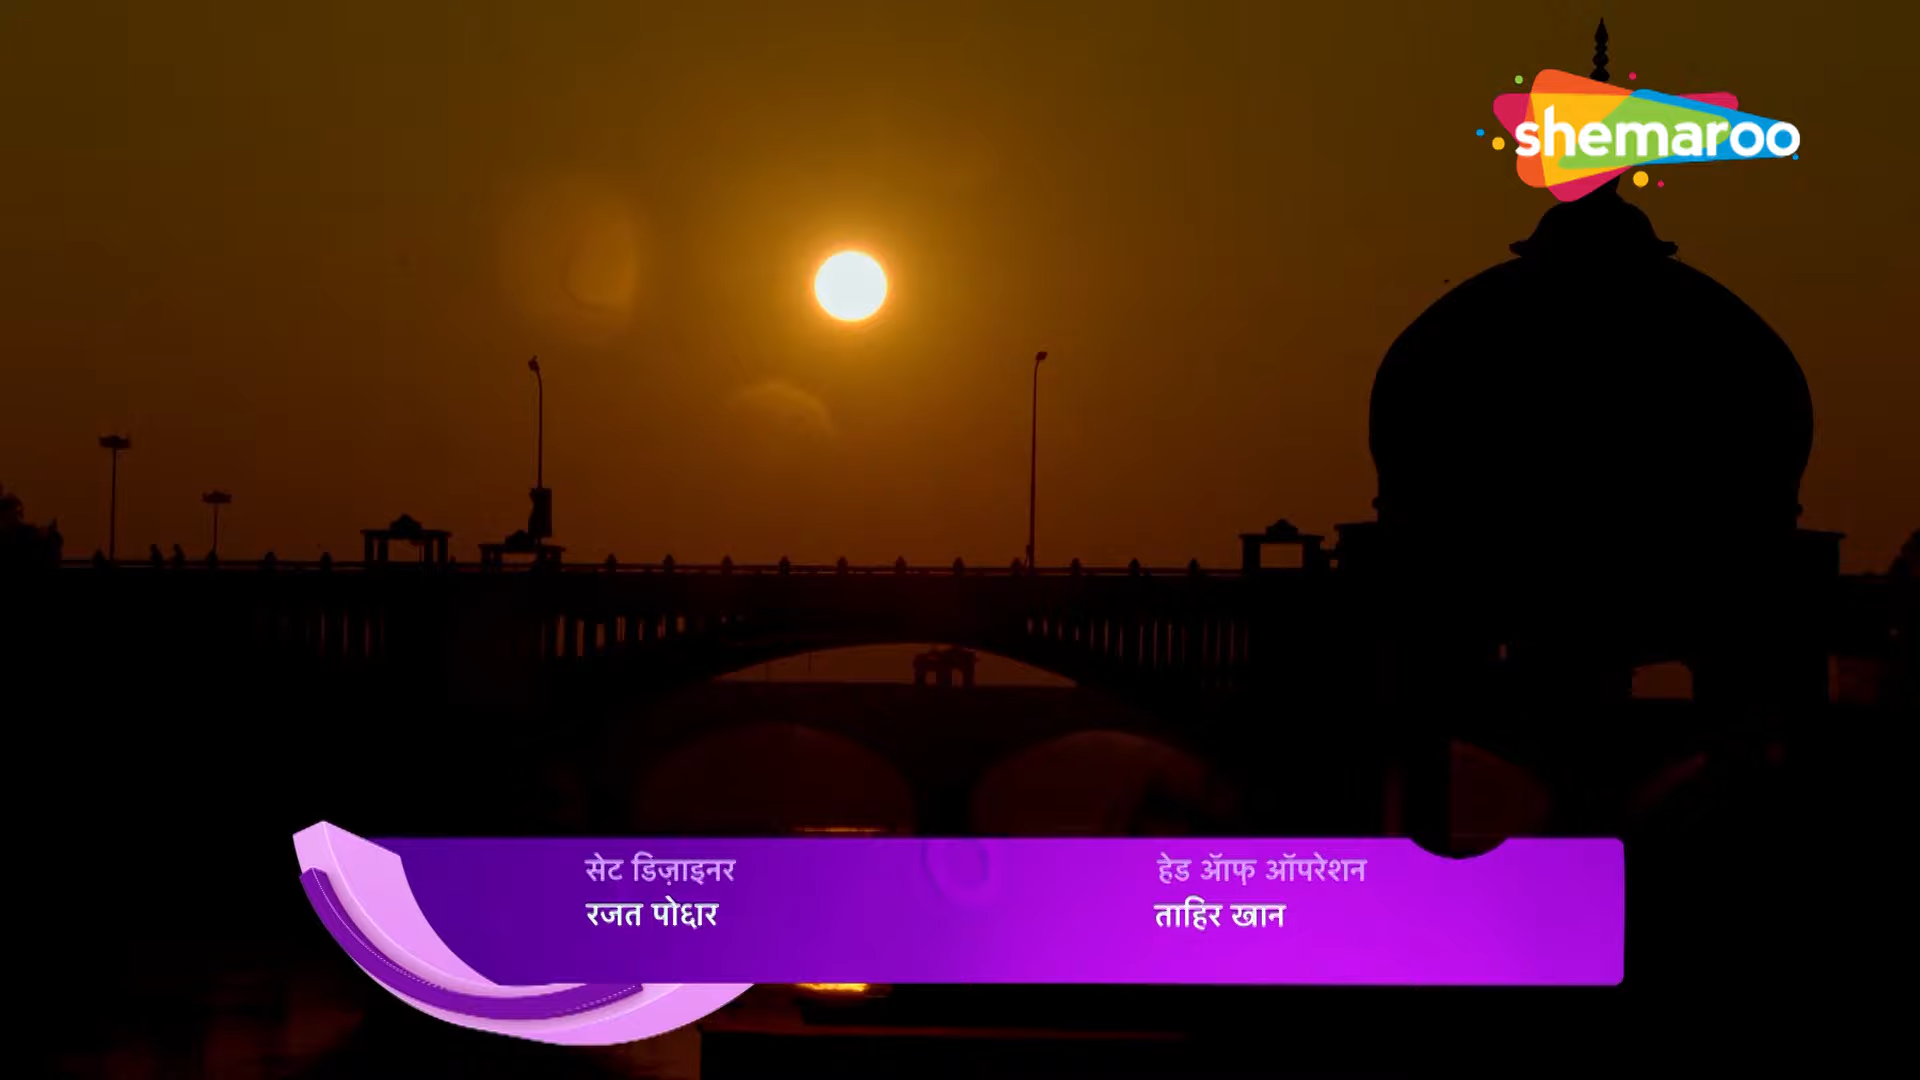 shemaroo
सेट डिज़ाइनर
रजत पोद्दार
हेड ऑफ ऑपरेशन
ताहिर खान